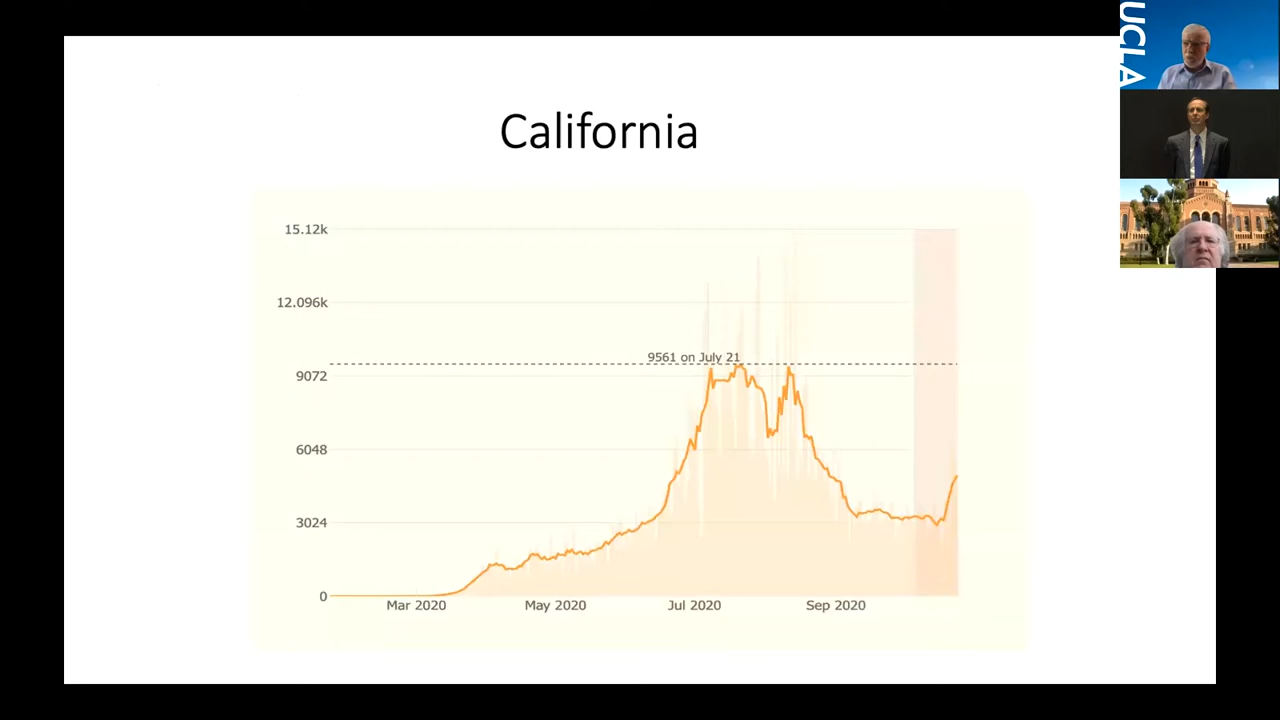 California
15.12k
12.096k
9561 on July 21
9072
6048
3024
0
Mar 2020 May 2020 Jul 2020 Sep 2020
UCLA